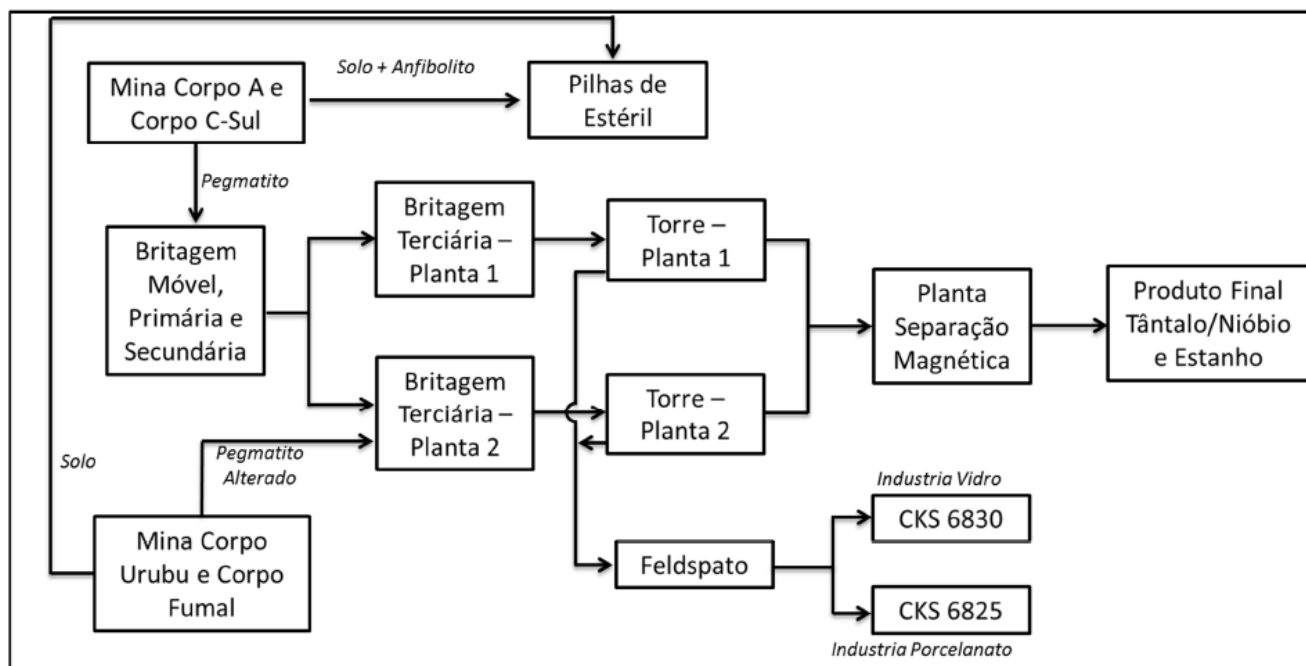 Solo + Anfibolito
Mina Corpo A e
Corpo C-Sul
Pilhas de
Estéril
Pegmatito
Britagem
Móvel,
Primária e
Secundária
Britagem
Terciária –
Planta 1
Torre –
Planta 1
Planta
Separação
Magnética
Produto Final
Tântalo/Nióbio
e Estanho
Britagem
Terciária –
Planta 2
Torre –
Planta 2
Solo
Pegmatito
Alterado
Mina Corpo
Urubu e Corpo
Fumal
Feldspato
Industria Vidro
CKS 6830
CKS 6825
Industria Porcelanato